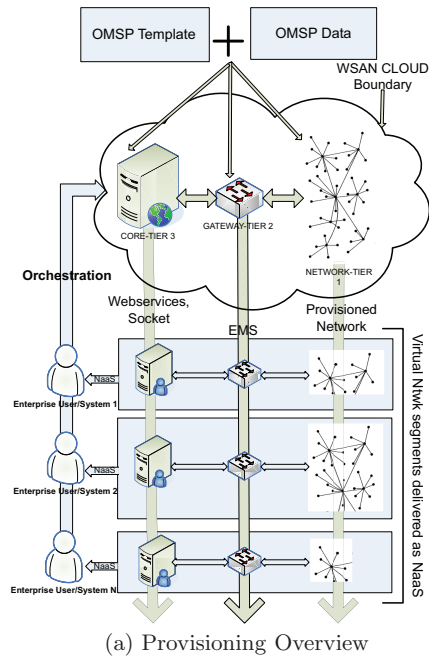 OMSP Template
+
OMSP Data
WSAN CLOUD
Boundary
CORE-TIER 3
GATEWAY-TIER 2
NETWORK-TIER
1
Orchestration
Webservices,
Socket
EMS
Provisioned
Network
NaaS
Enterprise User/System 1
NaaS
Enterprise User/System 2
NaaS
Enterprise User/System N
Virtual Ntwk segments
delivered as NaaS
(a) Provisioning Overview